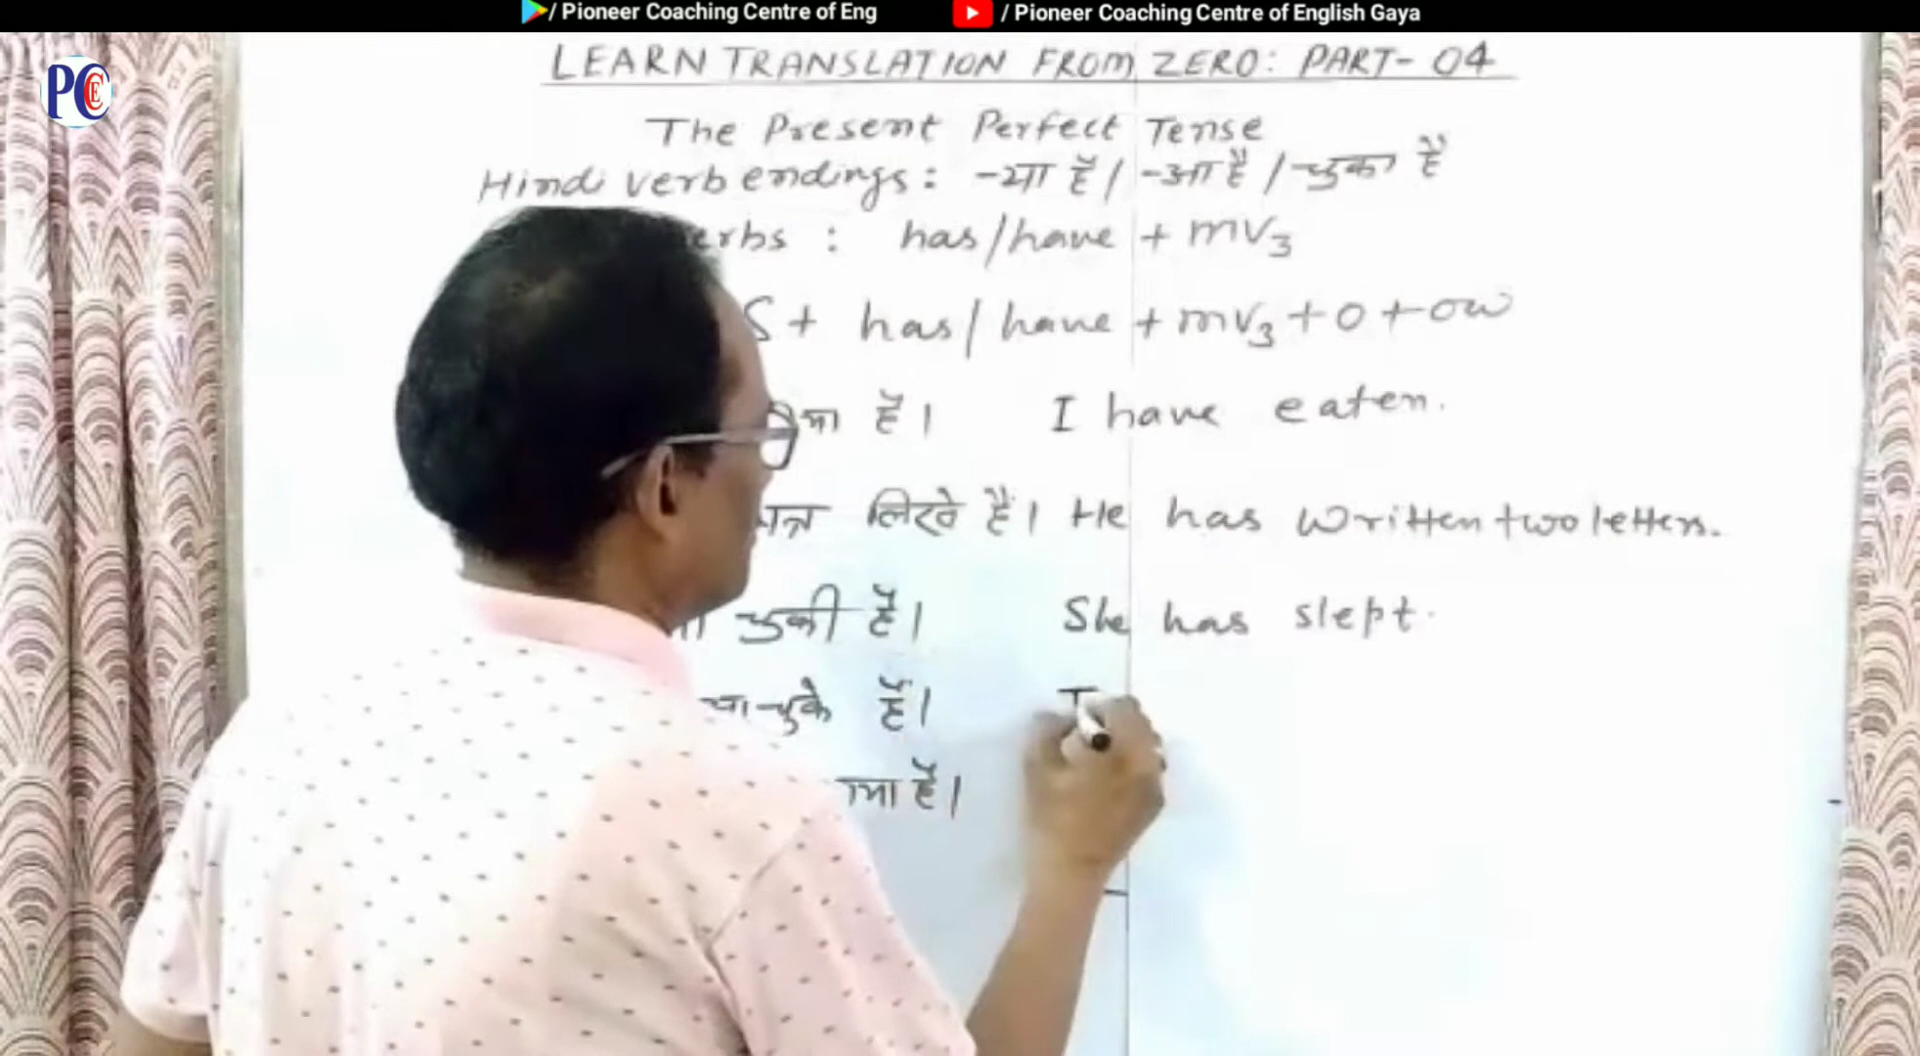 / Pioneer Coaching Centre of Eng
/ Pioneer Coaching Centre of English Gaya
PCCE
LEARN TRANSLATION FROM ZERO: PART- 04
The Present Perfect Tense
Hindi verb endings: -या है / -आ है / -चुका है
erbs : has/have + mv3
S + has/have + mv3 + O + OW
है। I have eaten.
पत्र लिखे हैं। He has written two letters.
चुकी है। She has slept.
चुके हैं। T
है।